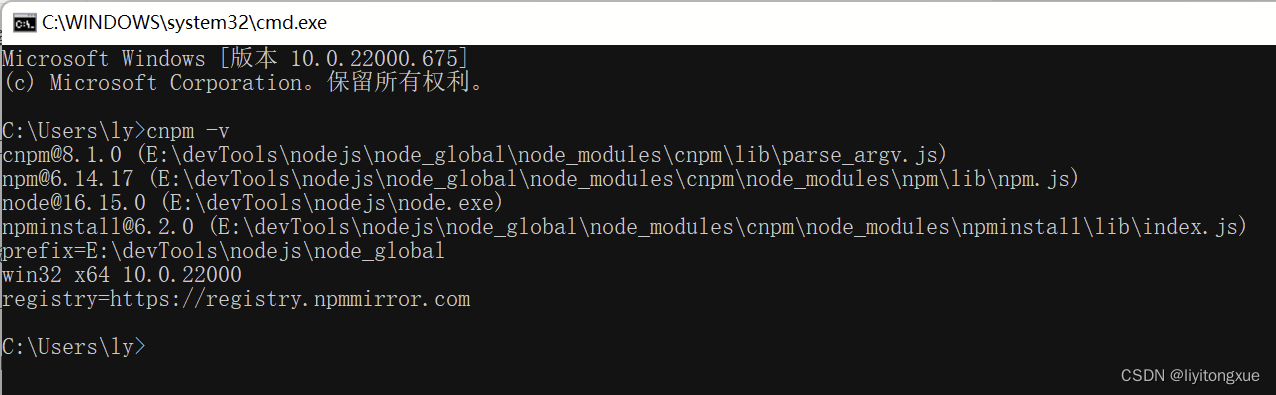 C:\WINDOWS\system32\cmd.exe
Microsoft Windows [版本 10.0.22000.675]
(c) Microsoft Corporation。保留所有权利。
C:\Users\ly>cnpm -v
cnpm@8.1.0 (E:\devTools\nodejs\node_global\node_modules\cnpm\lib\parse_argv.js)
npm@6.14.17 (E:\devTools\nodejs\node_global\node_modules\cnpm\node_modules\npm\lib\npm.js)
node@16.15.0 (E:\devTools\nodejs\node.exe)
npminstall@6.2.0 (E:\devTools\nodejs\node_global\node_modules\cnpm\node_modules\npminstall\lib\index.js)
prefix=E:\devTools\nodejs\node_global
win32 x64 10.0.22000
registry=https://registry.npmmirror.com
C:\Users\ly>
CSDN @liyitongxue